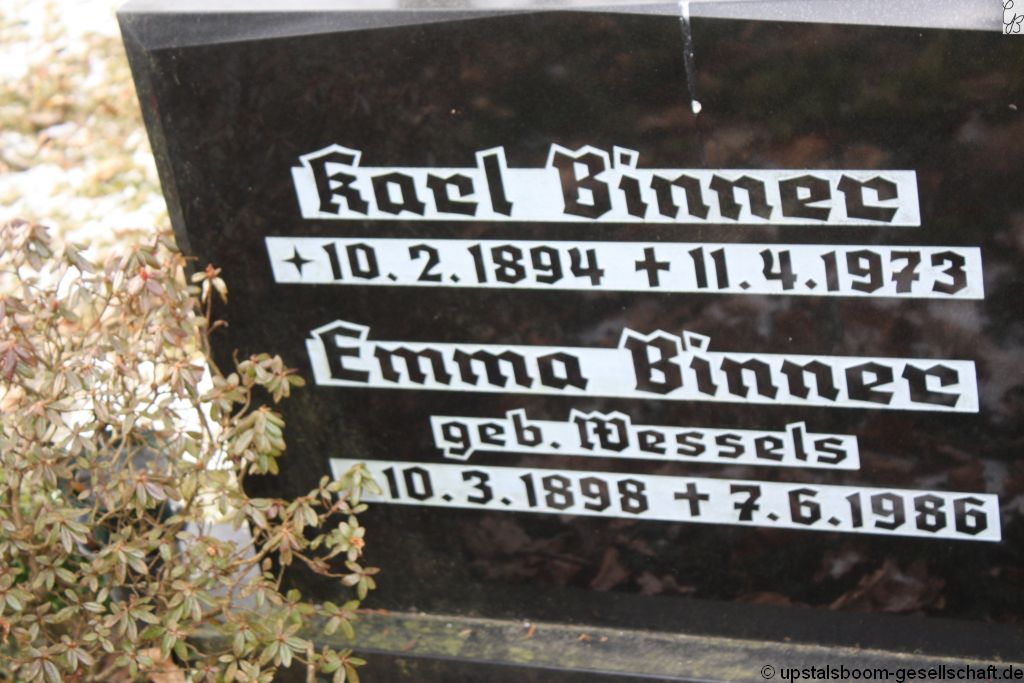 Karl Binner
✦10.2.1894 ✝11.4.1973
Emma Binner
geb. Wessels
10.3.1898 ✝7.6.1986
© upstalsboom-gesellschaft.de